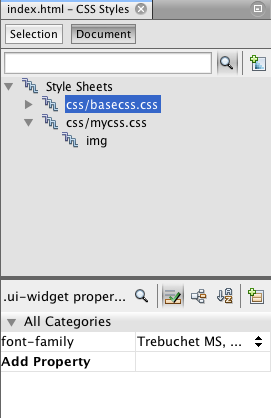 index.html - CSS Styles
Selection Document
Style Sheets
css/basecss.css
css/mycss.css
img
.ui-widget proper...
All Categories
font-family Trebuchet MS, ...
Add Property